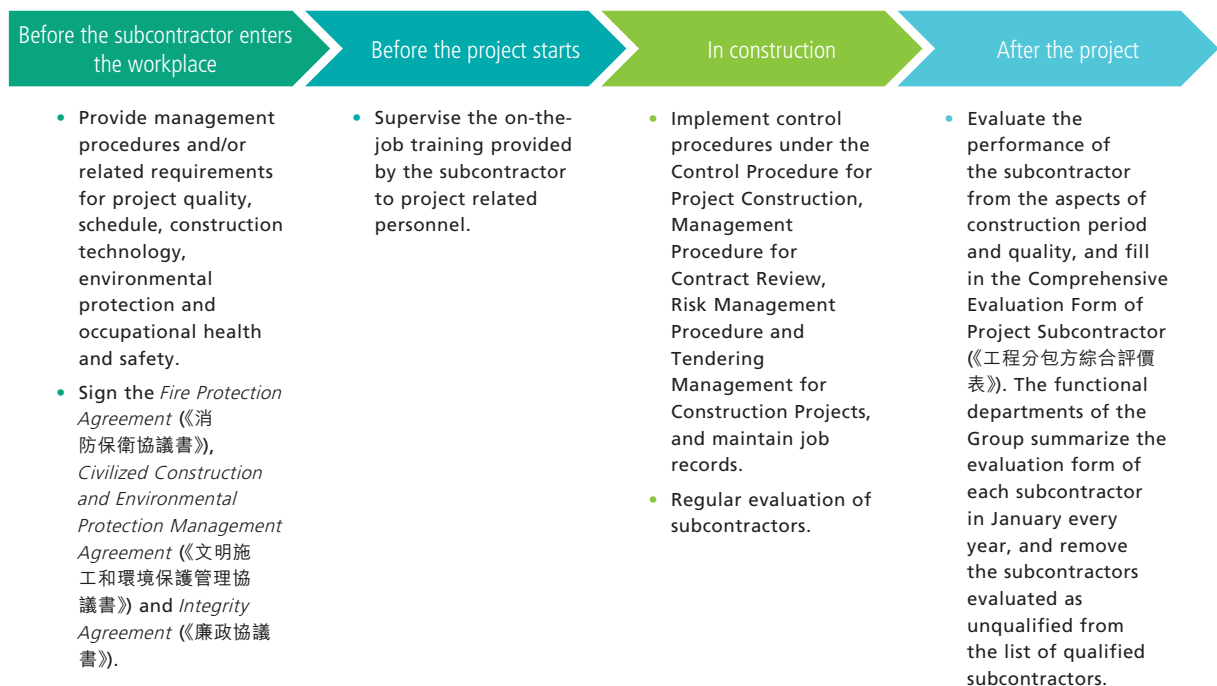 Before the subcontractor enters
the workplace
Before the project starts
In construction
After the project
• Provide management
procedures and/or
related requirements
for project quality,
schedule, construction
technology,
environmental
protection and
occupational health
and safety.
• Sign the Fire Protection
Agreement (《消
防保衛協議書》),
Civilized Construction
and Environmental
Protection Management
Agreement (《文明施
工和環境保護管理協
議書》) and Integrity
Agreement (《廉政協議
書》).
• Supervise the on-the-
job training provided
by the subcontractor
to project related
personnel.
• Implement control
procedures under the
Control Procedure for
Project Construction,
Management
Procedure for
Contract Review,
Risk Management
Procedure and
Tendering
Management for
Construction Projects,
and maintain job
records.
• Regular evaluation of
subcontractors.
• Evaluate the
performance of
the subcontractor
from the aspects of
construction period
and quality, and fill
in the Comprehensive
Evaluation Form of
Project Subcontractor
(《工程分包方綜合評價
表》). The functional
departments of the
Group summarize the
evaluation form of
each subcontractor
in January every
year, and remove
the subcontractors
evaluated as
unqualified from
the list of qualified
subcontractors.